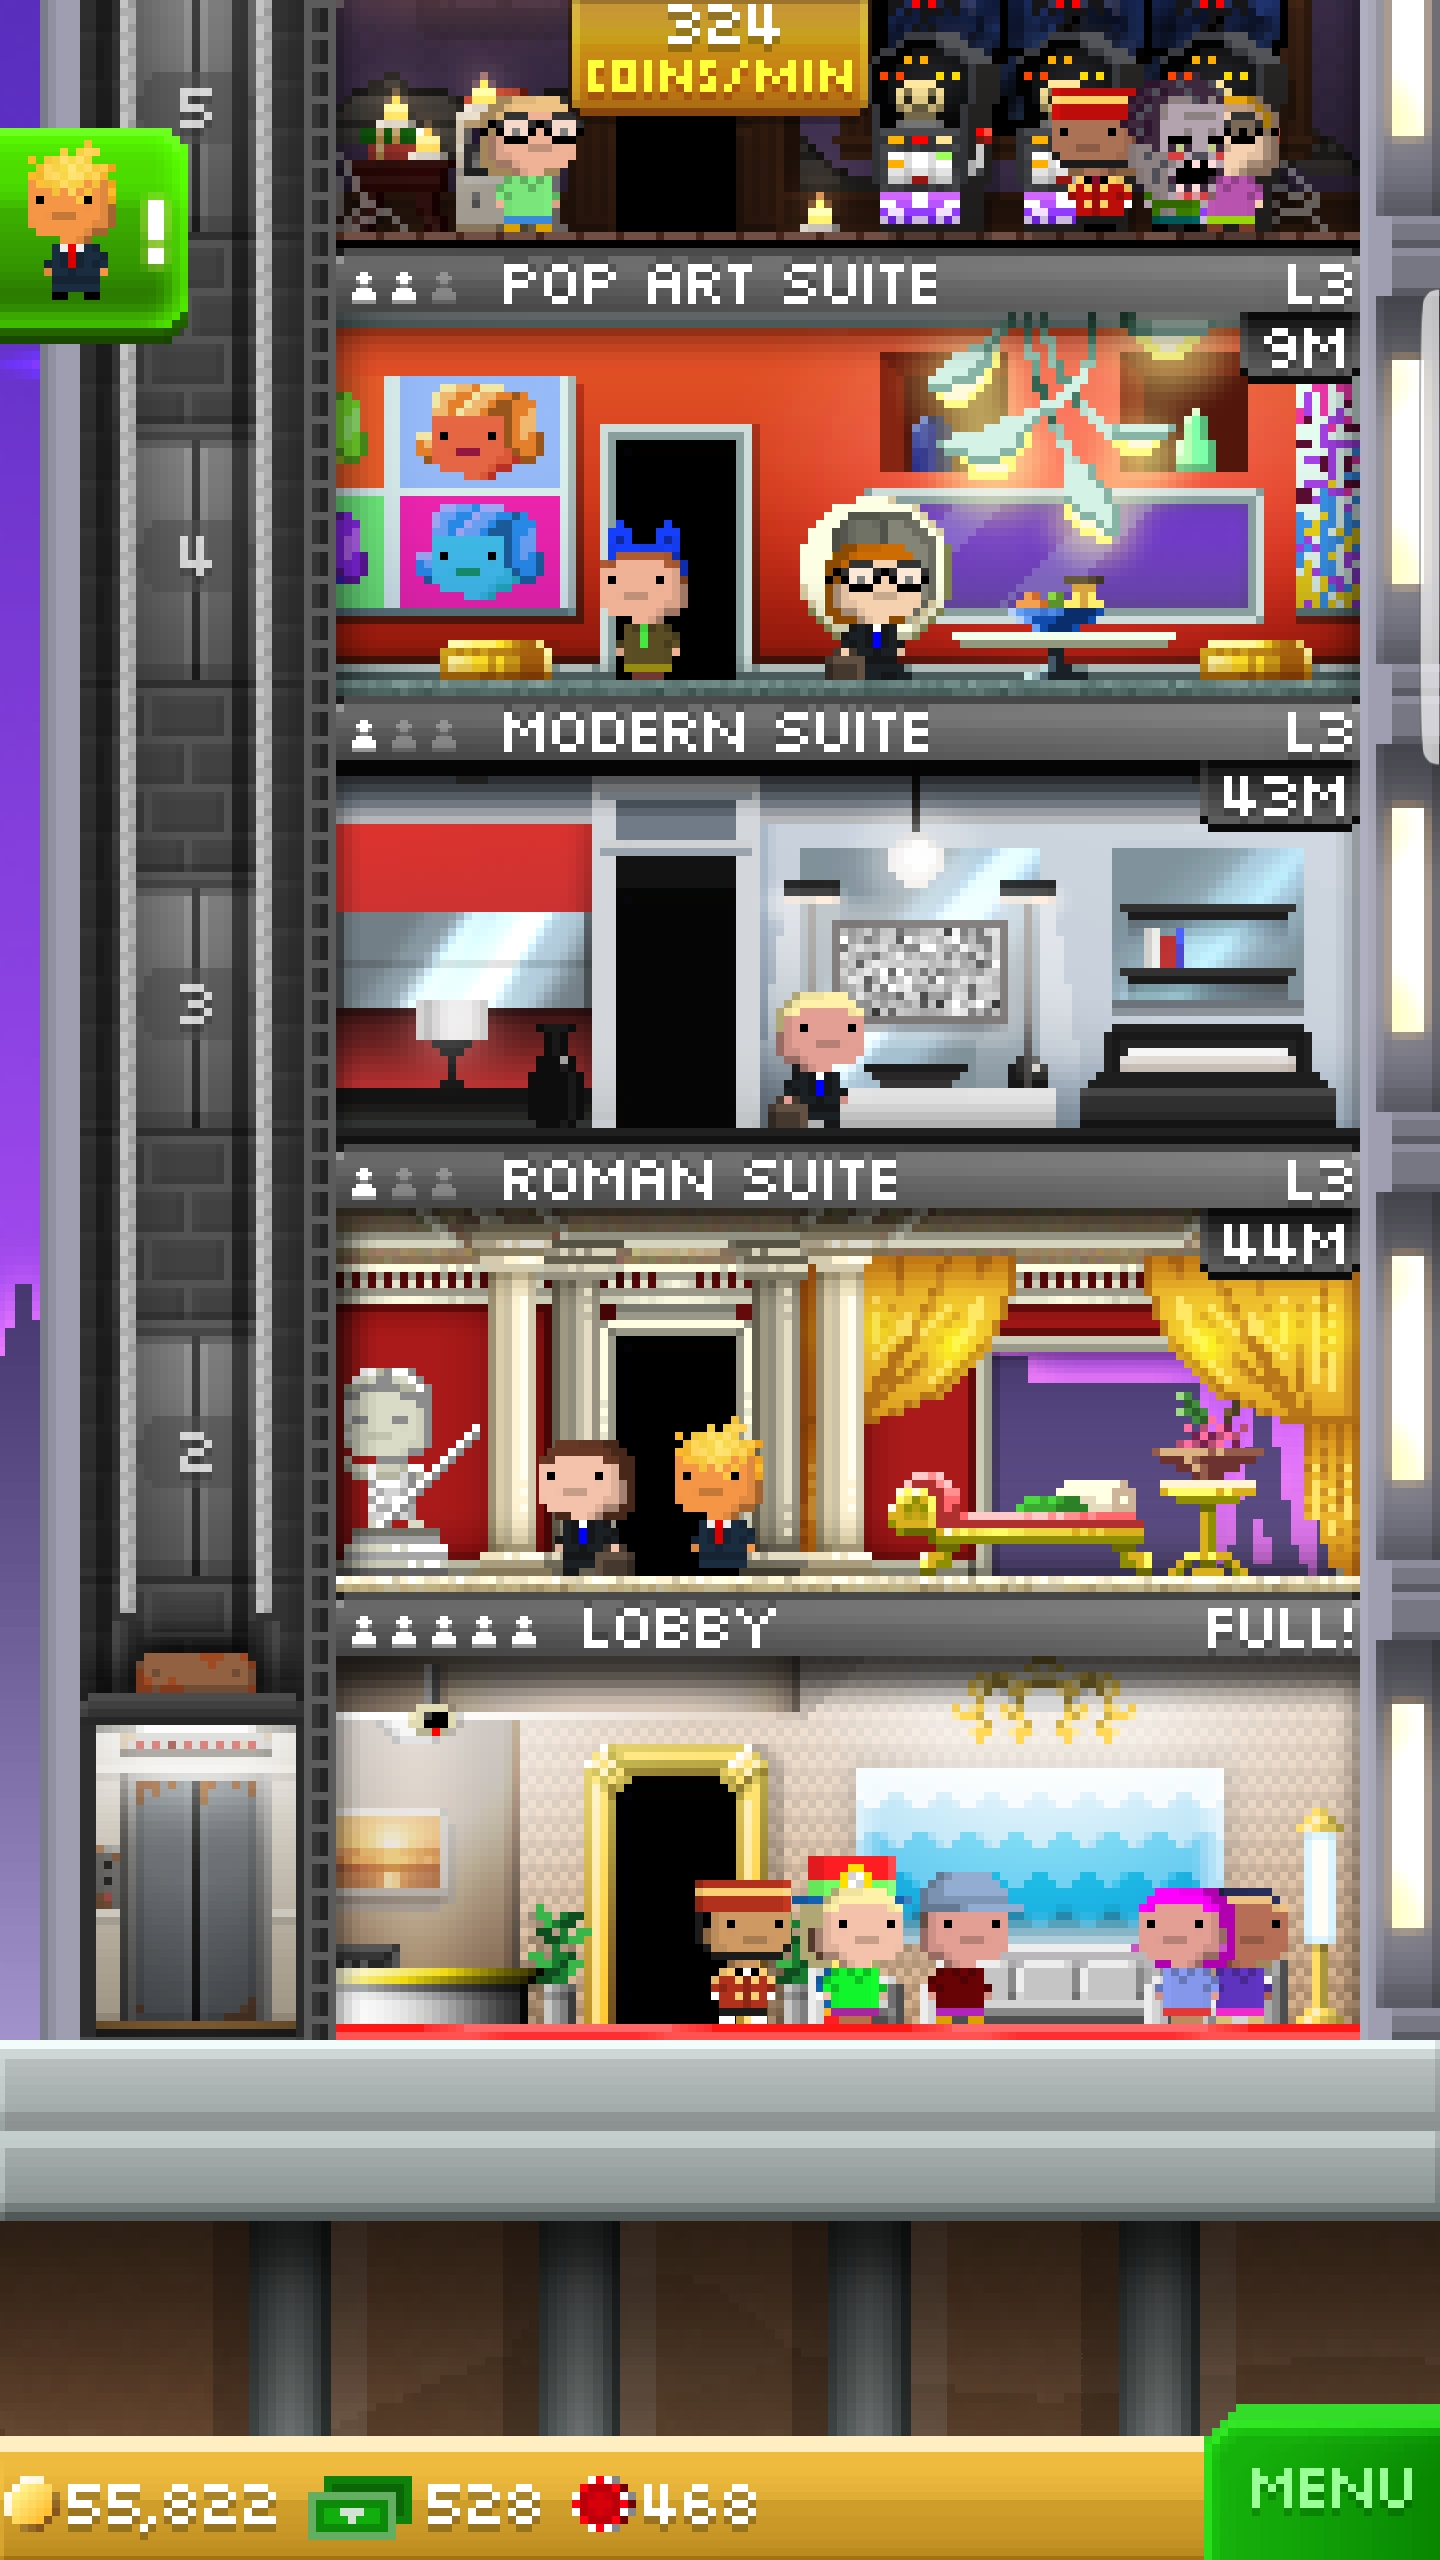 324
COINS/MIN
5
!
POP ART SUITE L3
9M
4
MODERN SUITE L3
43M
3
ROMAN SUITE L3
44M
2
LOBBY FULL!
55,822 528 468 MENU